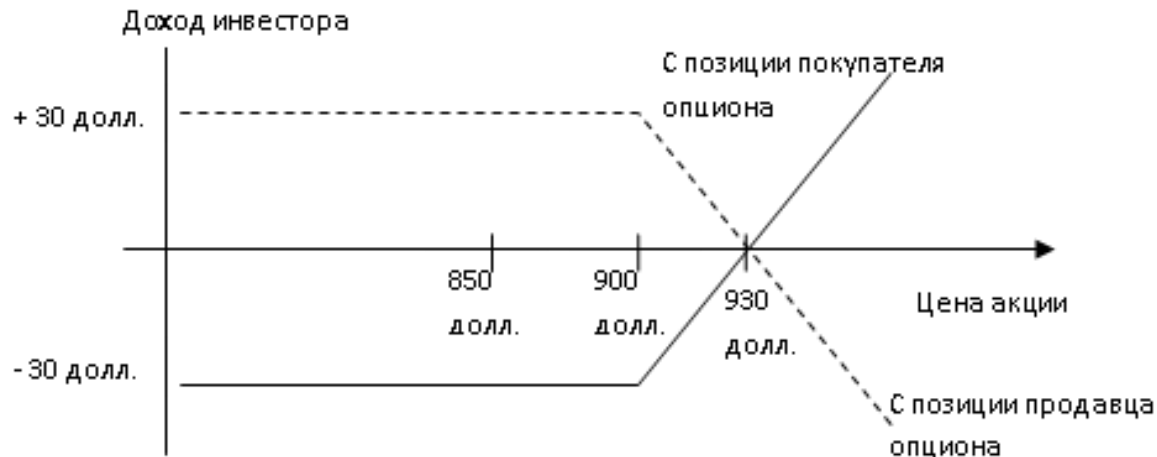 Доход инвестора
С позиции покупателя
опциона
+ 30 долл.
850
долл.
900
долл.
930
долл.
Цена акции
- 30 долл.
С позиции продавца
опциона